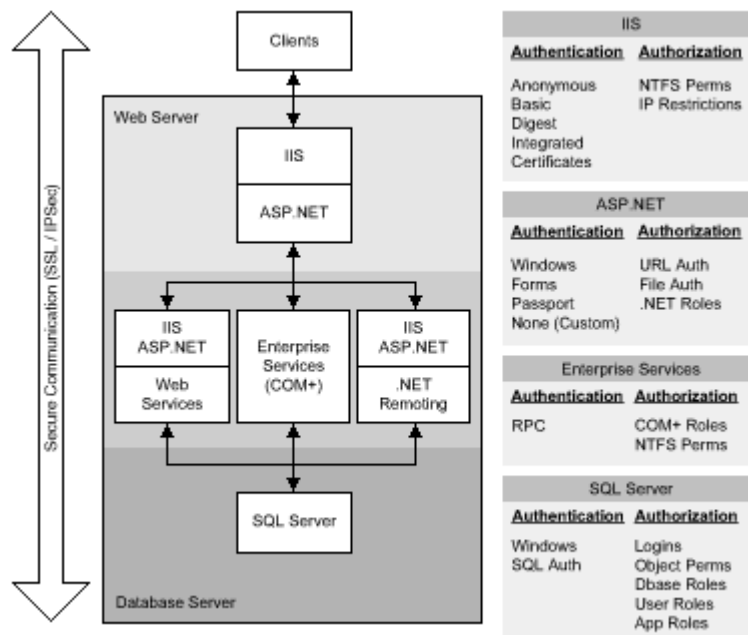 Secure Communication (SSL / IPSec)
Clients
Web Server
IIS
ASP.NET
IIS
ASP.NET
Web
Services
Enterprise
Services
(COM+)
IIS
ASP.NET
.NET
Remoting
SQL Server
Database Server
IIS
Authentication Authorization
Anonymous NTFS Perms
Basic IP Restrictions
Digest
Integrated
Certificates
ASP.NET
Authentication Authorization
Windows URL Auth
Forms File Auth
Passport .NET Roles
None (Custom)
Enterprise Services
Authentication Authorization
RPC COM+ Roles
NTFS Perms
SQL Server
Authentication Authorization
Windows Logins
SQL Auth Object Perms
Dbase Roles
User Roles
App Roles